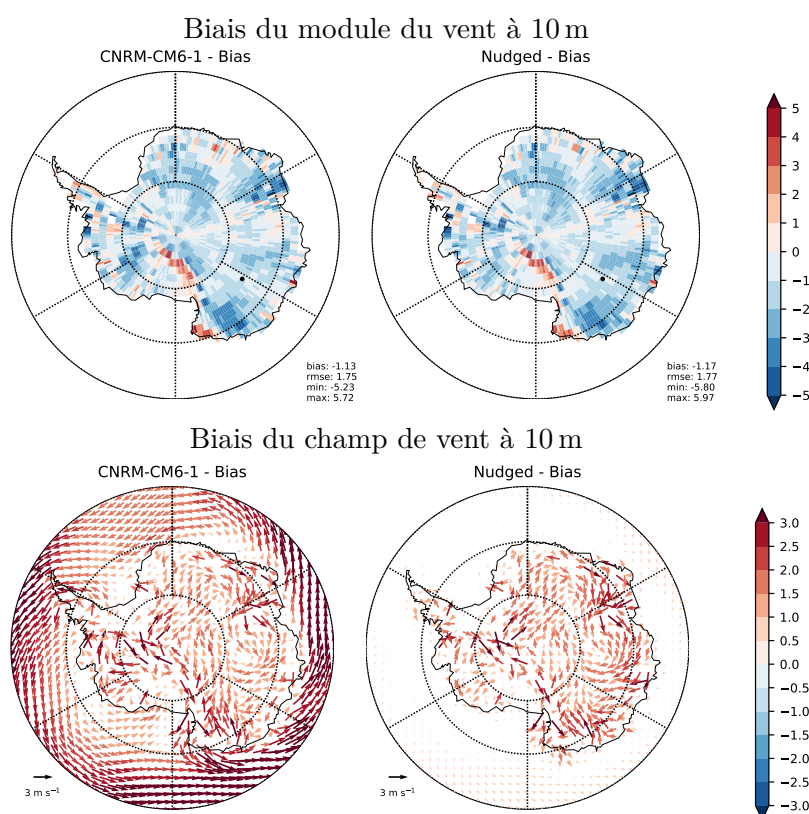 Biais du module du vent à 10 m
CNRM-CM6-1 - Bias
Nudged - Bias
5
4
3
2
1
0
−1
−2
−3
−4
−5
bias: -1.13
rmse: 1.75
min: -5.23
max: 5.72
bias: -1.17
rmse: 1.77
min: -5.80
max: 5.97
Biais du champ de vent à 10 m
CNRM-CM6-1 - Bias
Nudged - Bias
3.0
2.5
2.0
1.5
1.0
0.5
0.0
−0.5
−1.0
−1.5
−2.0
−2.5
−3.0
3 m s⁻¹
3 m s⁻¹